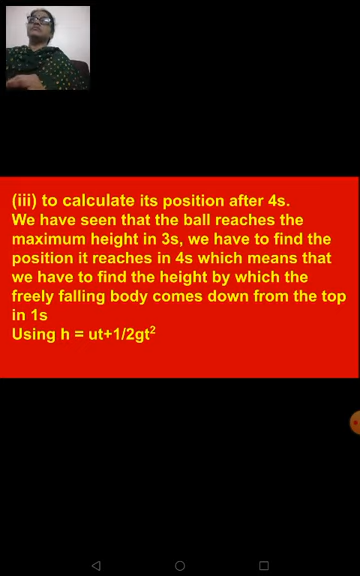 (iii) to calculate its position after 4s.
We have seen that the ball reaches the
maximum height in 3s, we have to find the
position it reaches in 4s which means that
we have to find the height by which the
freely falling body comes down from the top
in 1s
Using h = ut+1/2gt²